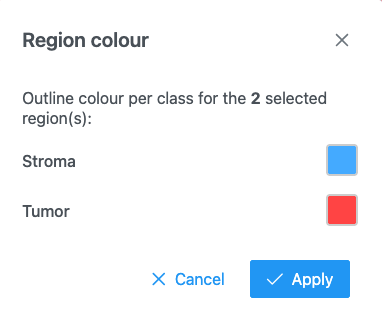 Region colour
Outline colour per class for the 2 selected
region(s):
Stroma
Tumor
Cancel
Apply